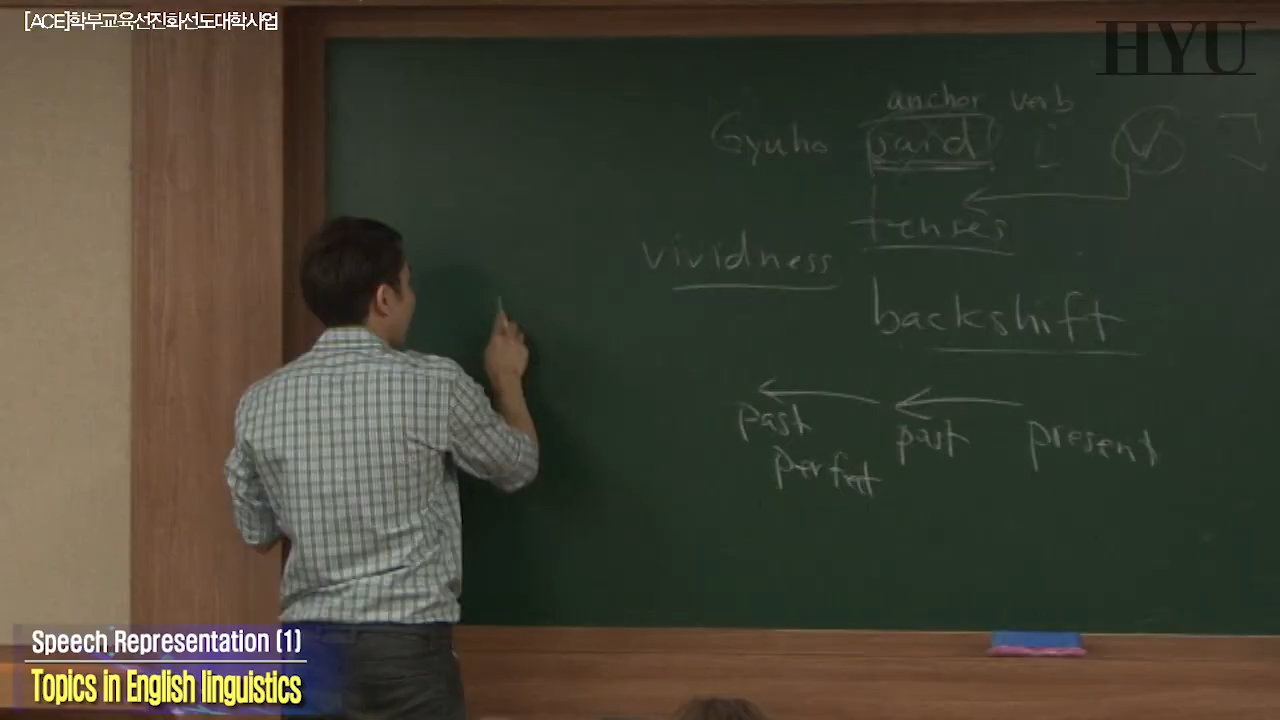 [ACE]학부교육선진화선도대학사업
HYU
anchor verb
Gyuho said [ V ]
tenses
vividness
backshift
past perfect past present
Speech Representation (1)
Topics in English linguistics